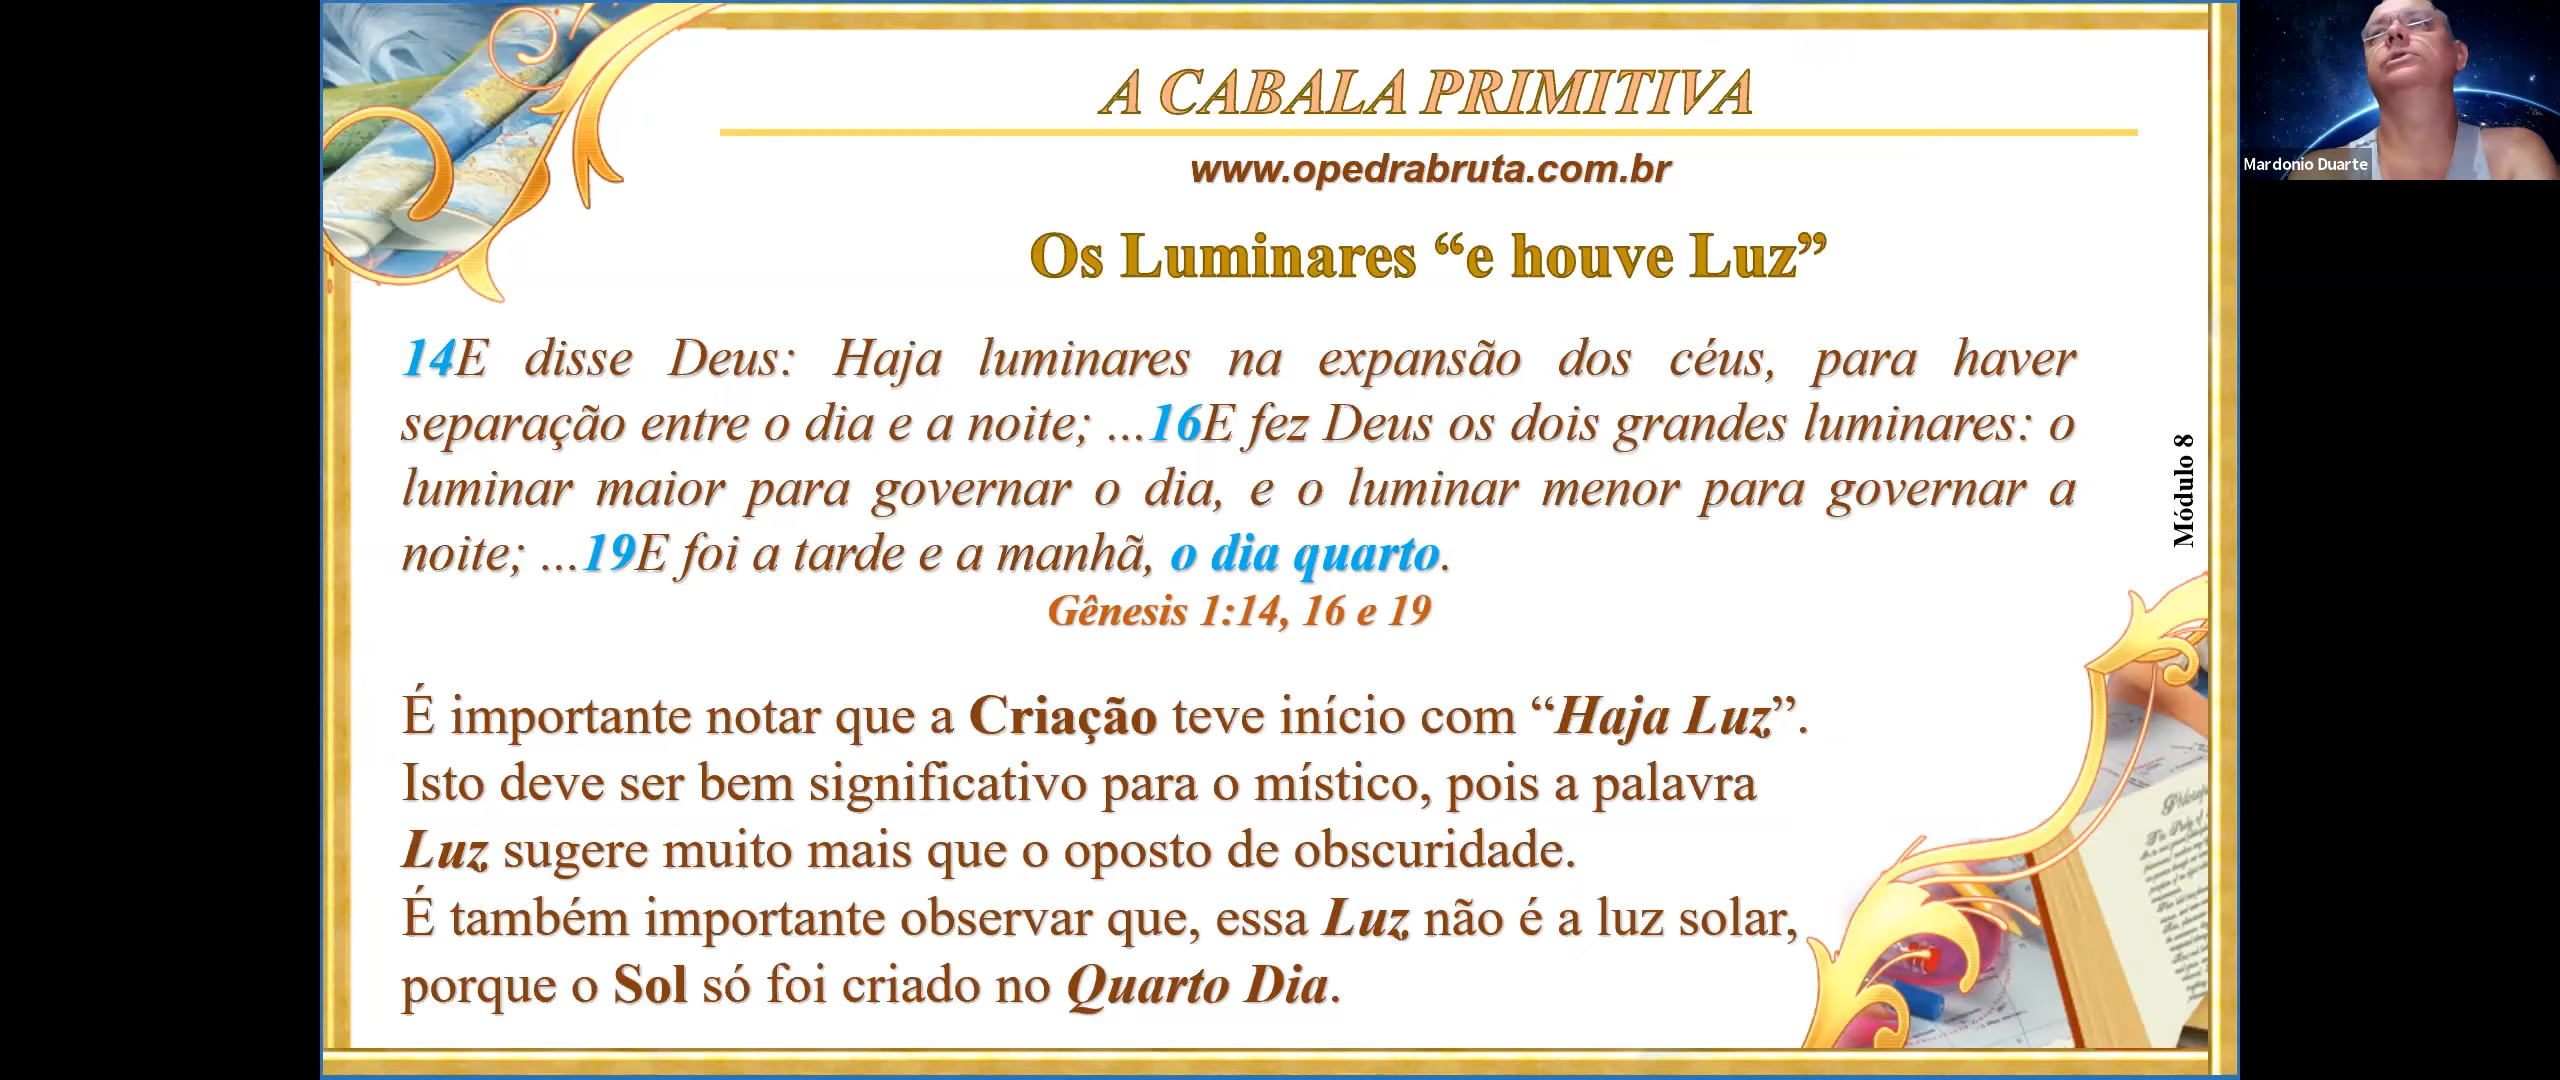 A CABALA PRIMITIVA
www.opedrabruta.com.br
Os Luminares “e houve Luz”
14E disse Deus: Haja luminares na expansão dos céus, para haver
separação entre o dia e a noite; ...16E fez Deus os dois grandes luminares: o
luminar maior para governar o dia, e o luminar menor para governar a
noite; ...19E foi a tarde e a manhã, o dia quarto.
Gênesis 1:14, 16 e 19
É importante notar que a Criação teve início com “Haja Luz”.
Isto deve ser bem significativo para o místico, pois a palavra
Luz sugere muito mais que o oposto de obscuridade.
É também importante observar que, essa Luz não é a luz solar,
porque o Sol só foi criado no Quarto Dia.
Módulo 8
Mardonio Duarte